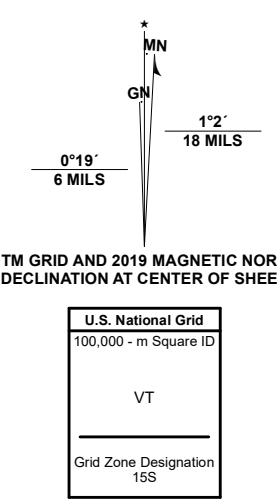 ★
MN
GN
1°2´
18 MILS
0°19´
6 MILS
TM GRID AND 2019 MAGNETIC NOR
DECLINATION AT CENTER OF SHEE
U.S. National Grid
100,000 - m Square ID
VT
Grid Zone Designation
15S